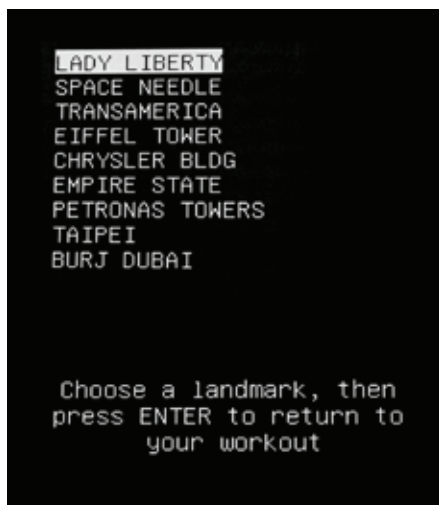 LADY LIBERTY
SPACE NEEDLE
TRANSAMERICA
EIFFEL TOWER
CHRYSLER BLDG
EMPIRE STATE
PETRONAS TOWERS
TAIPEI
BURJ DUBAI
Choose a landmark, then
press ENTER to return to
your workout